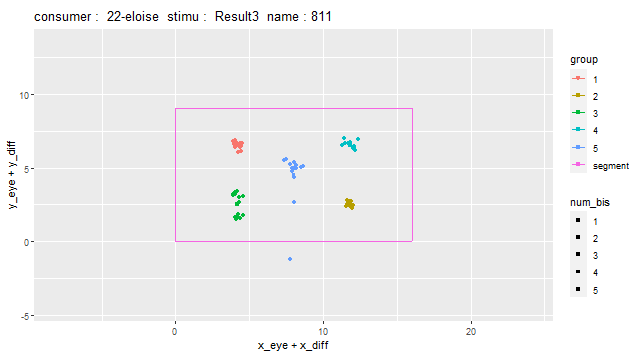 consumer :  22-eloise  stimu :  Result3  name : 811
y_eye + y_diff
10
5
0
-5
0
10
20
x_eye + x_diff
group
1
2
3
4
5
segment
num_bis
1
2
3
4
5